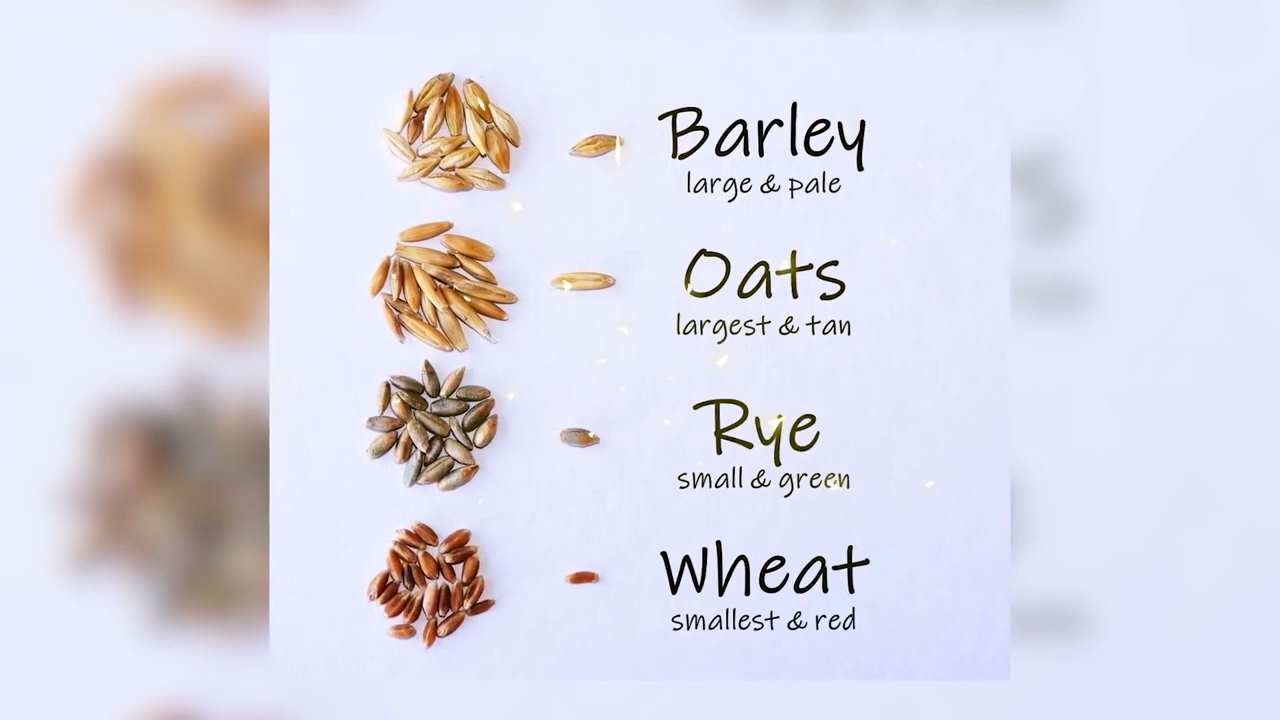 Barley
large & pale
Oats
largest & tan
Rye
small & green
Wheat
smallest & red